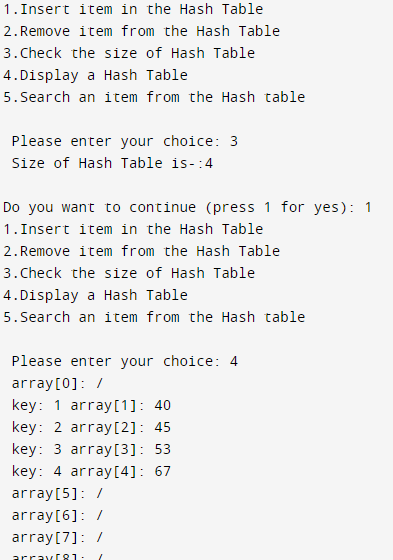 1.Insert item in the Hash Table
2.Remove item from the Hash Table
3.Check the size of Hash Table
4.Display a Hash Table
5.Search an item from the Hash table
Please enter your choice: 3
Size of Hash Table is-:4
Do you want to continue (press 1 for yes): 1
1.Insert item in the Hash Table
2.Remove item from the Hash Table
3.Check the size of Hash Table
4.Display a Hash Table
5.Search an item from the Hash table
Please enter your choice: 4
array[0]: /
key: 1 array[1]: 40
key: 2 array[2]: 45
key: 3 array[3]: 53
key: 4 array[4]: 67
array[5]: /
array[6]: /
array[7]: /
array[8]: /